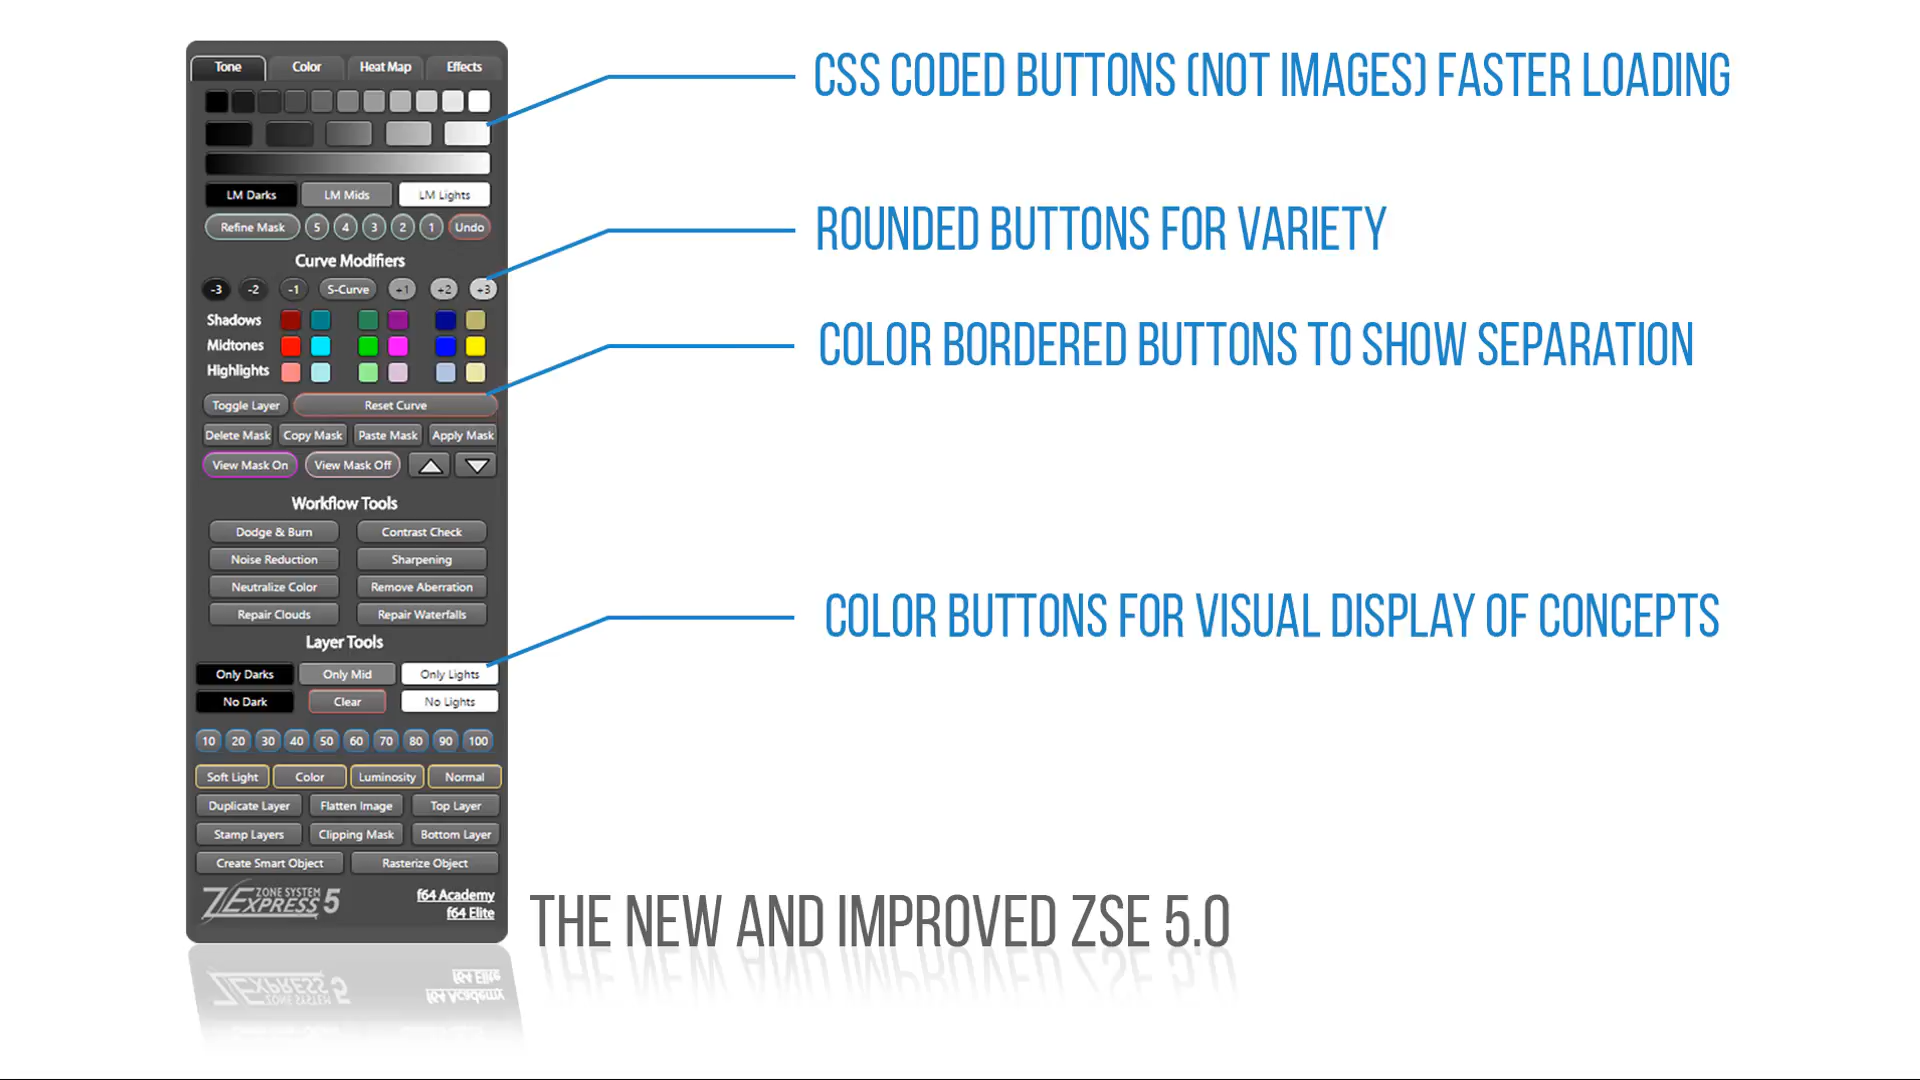 Tone Color Heat Map Effects
CSS CODED BUTTONS (NOT IMAGES) FASTER LOADING
LM Darks LM Mids LM Lights
Refine Mask 5 4 3 2 1 Undo
ROUNDED BUTTONS FOR VARIETY
Curve Modifiers
-3 -2 -1 S-Curve +1 +2 +3
Shadows
Midtones
COLOR BORDERED BUTTONS TO SHOW SEPARATION
Highlights
Toggle Layer Reset Curve
Delete Mask Copy Mask Paste Mask Apply Mask
View Mask On View Mask Off
Workflow Tools
Dodge & Burn Contrast Check
Noise Reduction Sharpening
Neutralize Color Remove Aberration
Repair Clouds Repair Waterfalls
COLOR BUTTONS FOR VISUAL DISPLAY OF CONCEPTS
Layer Tools
Only Darks Only Mid Only Lights
No Dark Clear No Lights
10 20 30 40 50 60 70 80 90 100
Soft Light Color Luminosity Normal
Duplicate Layer Flatten Image Top Layer
Stamp Layers Clipping Mask Bottom Layer
Create Smart Object Rasterize Object
ZONE SYSTEM EXPRESS 5
f64 Academy
f64 Elite
THE NEW AND IMPROVED ZSE 5.0